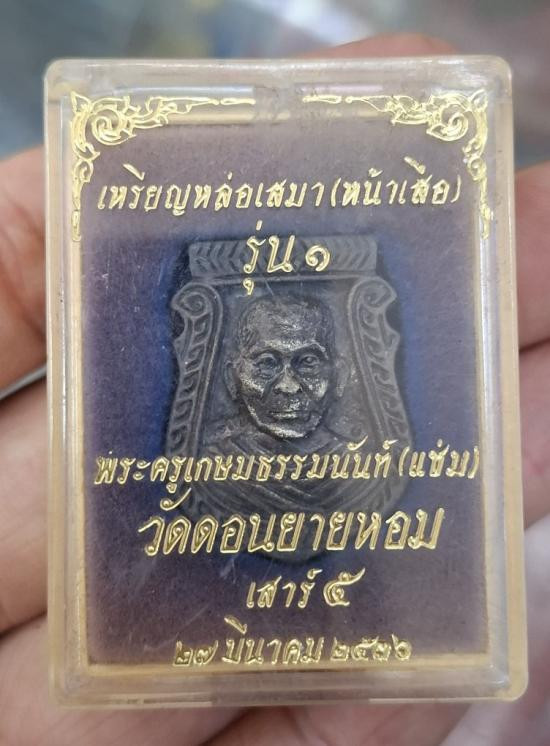 เหรียญหล่อเสมา (หน้าเสือ)
รุ่น ๑
พระครูเกษมธรรมนันท์ (แช่ม)
วัดดอนยายหอม
เสาร์ ๕
๒๗ มีนาคม ๒๕๓๖